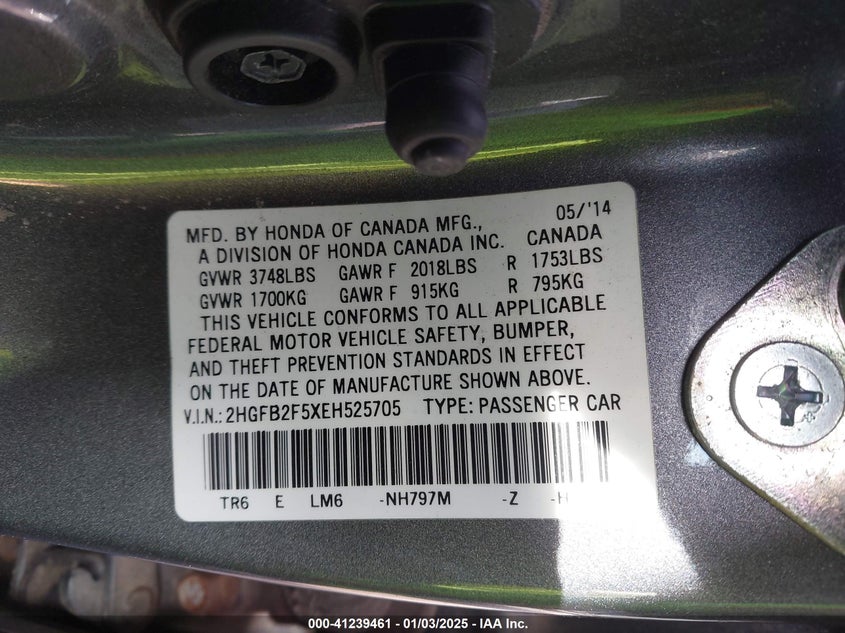 MFD. BY HONDA OF CANADA MFG., 05/'14
A DIVISION OF HONDA CANADA INC. CANADA
GVWR 3748LBS GAWR F 2018LBS R 1753LBS
GVWR 1700KG GAWR F 915KG R 795KG
THIS VEHICLE CONFORMS TO ALL APPLICABLE
FEDERAL MOTOR VEHICLE SAFETY, BUMPER,
AND THEFT PREVENTION STANDARDS IN EFFECT
ON THE DATE OF MANUFACTURE SHOWN ABOVE.
V.I.N.: 2HGFB2F5XEH525705 TYPE: PASSENGER CAR
TR6 E LM6 -NH797M -Z -H
000-41239461 - 01/03/2025 - IAA Inc.